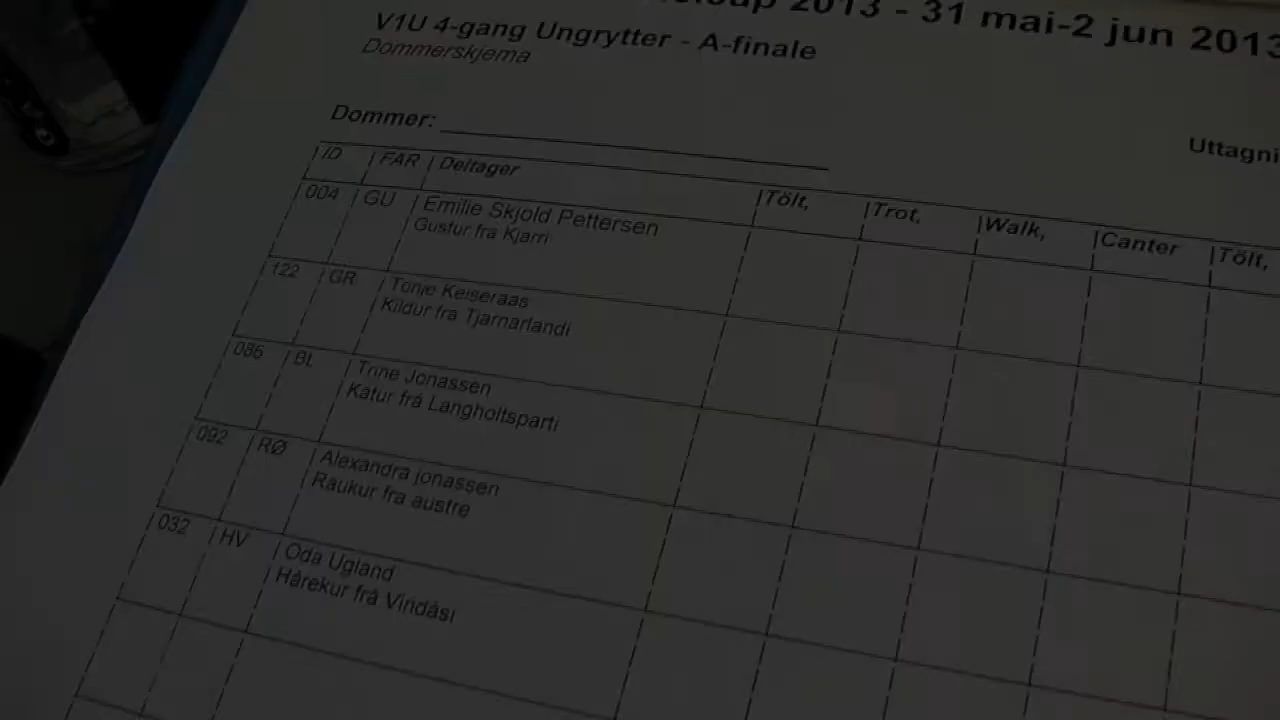 2013 - 31 mai-2 jun 2013
V1U 4-gang Ungrytter - A-finale
Dommerskjema
Dommer:
ID FAR Deltager Tölt, Trot, Walk, Canter Tölt,
004 GU Emilie Skjold Pettersen
Gustur fra Kjarri
122 GR Tonje Keiseraas
Kildur fra Tjarnarlandi
086 BL Trine Jonassen
Katur frá Langholtsparti
092 RØ Alexandra jonassen
Raukur fra austre
032 HV Oda Ugland
Hárekur frá Vindási